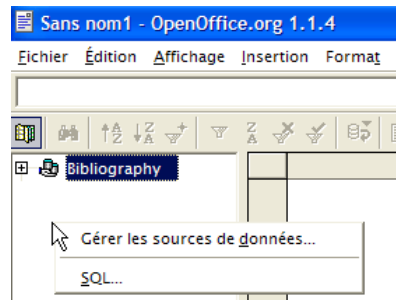 Sans nom1 - OpenOffice.org 1.1.4
Fichier Édition Affichage Insertion Format
Bibliography
Gérer les sources de données...
SQL...